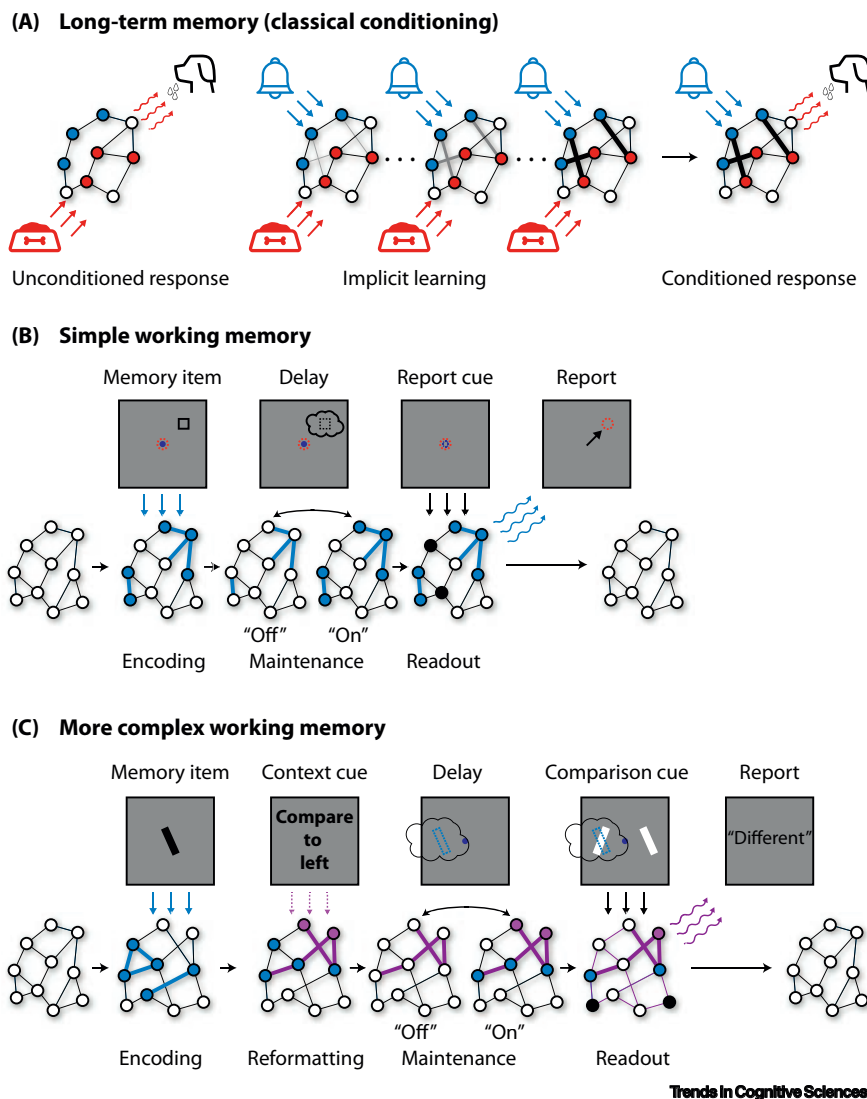 (A) Long-term memory (classical conditioning)
Unconditioned response Implicit learning Conditioned response
(B) Simple working memory
Memory item Delay Report cue Report
"Off" "On"
Encoding Maintenance Readout
(C) More complex working memory
Memory item Context cue Delay Comparison cue Report
Compare
to
left
"Different"
"Off" "On"
Encoding Reformatting Maintenance Readout
Trends in Cognitive Sciences